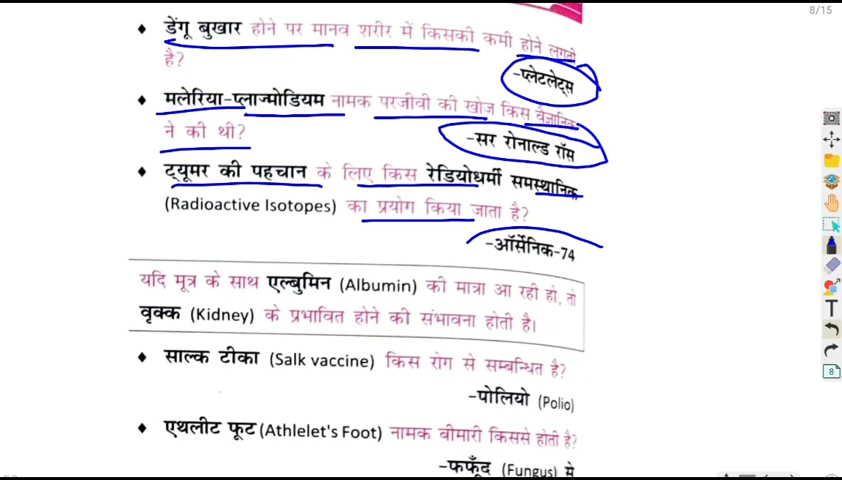 8/15
♦ डेंगू बुखार होने पर मानव शरीर में किसकी कमी होने लगती
है?
-प्लेटलेट्स
♦ मलेरिया-प्लाज्मोडियम नामक परजीवी की खोज किस वैज्ञानिक
ने की थी?
-सर रोनाल्ड रॉस
♦ ट्यूमर की पहचान के लिए किस रेडियोधर्मी समस्थानिक
(Radioactive Isotopes) का प्रयोग किया जाता है?
-ऑर्सेनिक-74
यदि मूत्र के साथ एल्बुमिन (Albumin) की मात्रा आ रही हो, तो
वृक्क (Kidney) के प्रभावित होने की संभावना होती है।
♦ साल्क टीका (Salk vaccine) किस रोग से सम्बन्धित है?
-पोलियो (Polio)
♦ एथलीट फूट (Athlelet's Foot) नामक बीमारी किससे होती है?
-फफूँद (Fungus) से
T
8